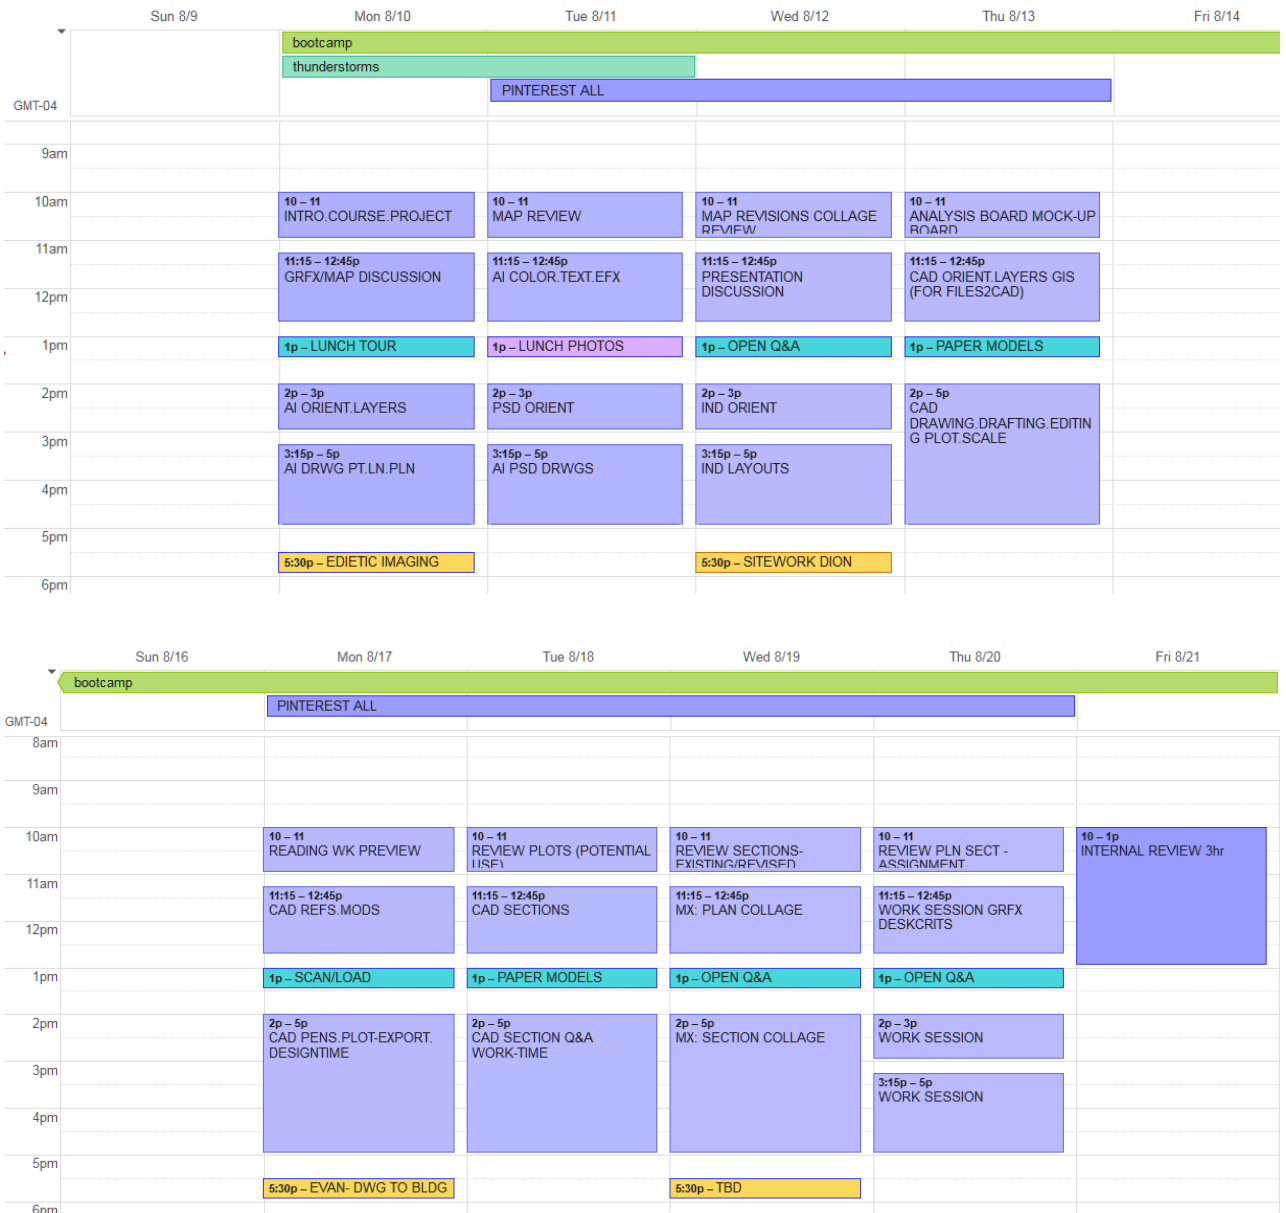 Sun 8/9 Mon 8/10 Tue 8/11 Wed 8/12 Thu 8/13 Fri 8/14
bootcamp
thunderstorms
PINTEREST ALL
GMT-04
9am
10am
10 – 11
INTRO.COURSE.PROJECT
10 – 11
MAP REVIEW
10 – 11
MAP REVISIONS COLLAGE
REVIEW
10 – 11
ANALYSIS BOARD MOCK-UP
BOARD
11am
11:15 – 12:45p
GRFX/MAP DISCUSSION
11:15 – 12:45p
AI COLOR.TEXT.EFX
11:15 – 12:45p
PRESENTATION
DISCUSSION
11:15 – 12:45p
CAD ORIENT.LAYERS GIS
(FOR FILES2CAD)
12pm
1pm
1p – LUNCH TOUR
1p – LUNCH PHOTOS
1p – OPEN Q&A
1p – PAPER MODELS
2pm
2p – 3p
AI ORIENT.LAYERS
2p – 3p
PSD ORIENT
2p – 3p
IND ORIENT
2p – 5p
CAD
DRAWING.DRAFTING.EDITIN
G PLOT.SCALE
3pm
3:15p – 5p
AI DRWG PT.LN.PLN
3:15p – 5p
AI PSD DRWGS
3:15p – 5p
IND LAYOUTS
4pm
5pm
5:30p – EDIETIC IMAGING
5:30p – SITEWORK DION
6pm
Sun 8/16 Mon 8/17 Tue 8/18 Wed 8/19 Thu 8/20 Fri 8/21
bootcamp
PINTEREST ALL
GMT-04
8am
9am
10am
10 – 11
READING WK PREVIEW
10 – 11
REVIEW PLOTS (POTENTIAL
USE)
10 – 11
REVIEW SECTIONS-
EXISTING/REVISED
10 – 11
REVIEW PLN SECT -
ASSIGNMENT
10 – 1p
INTERNAL REVIEW 3hr
11am
11:15 – 12:45p
CAD REFS.MODS
11:15 – 12:45p
CAD SECTIONS
11:15 – 12:45p
MX: PLAN COLLAGE
11:15 – 12:45p
WORK SESSION GRFX
DESKCRITS
12pm
1pm
1p – SCAN/LOAD
1p – PAPER MODELS
1p – OPEN Q&A
1p – OPEN Q&A
2pm
2p – 5p
CAD PENS.PLOT-EXPORT.
DESIGNTIME
2p – 5p
CAD SECTION Q&A
WORK-TIME
2p – 5p
MX: SECTION COLLAGE
2p – 3p
WORK SESSION
3pm
3:15p – 5p
WORK SESSION
4pm
5pm
5:30p – EVAN- DWG TO BLDG
5:30p – TBD
6pm